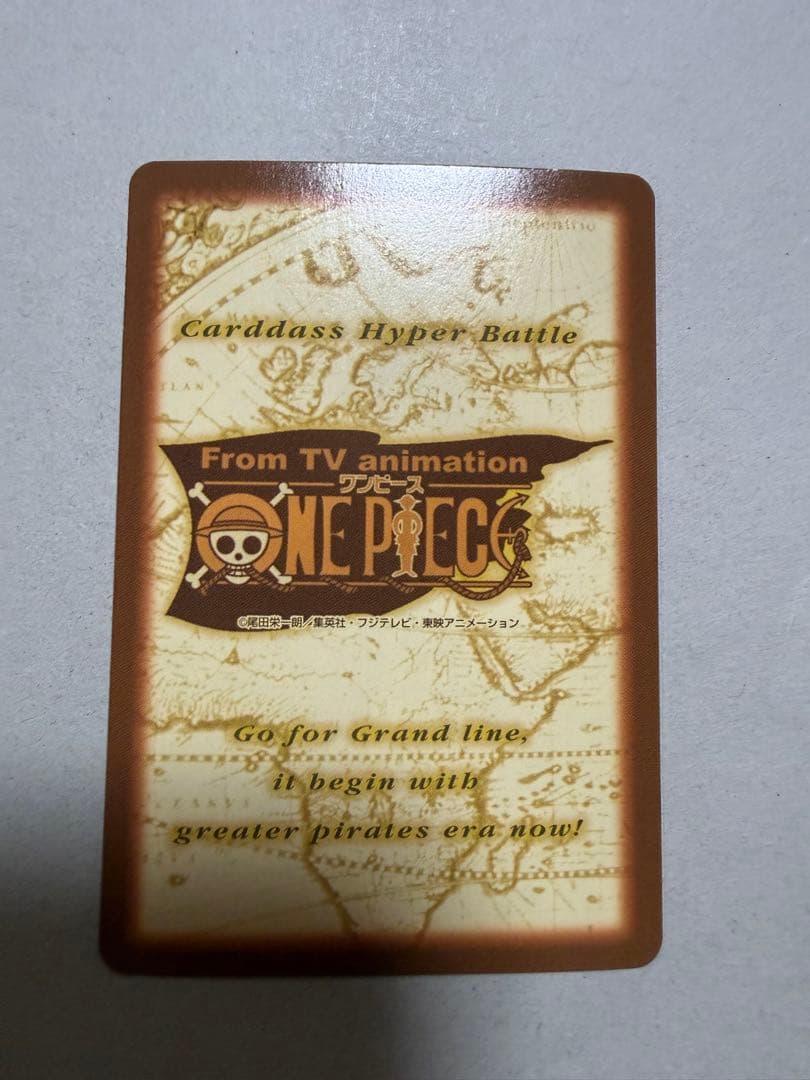 Carddass Hyper Battle
From TV animation
ワンピース
ONE PIECE
©尾田栄一朗/集英社・フジテレビ・東映アニメーション
Go for Grand line,
it begin with
greater pirates era now!